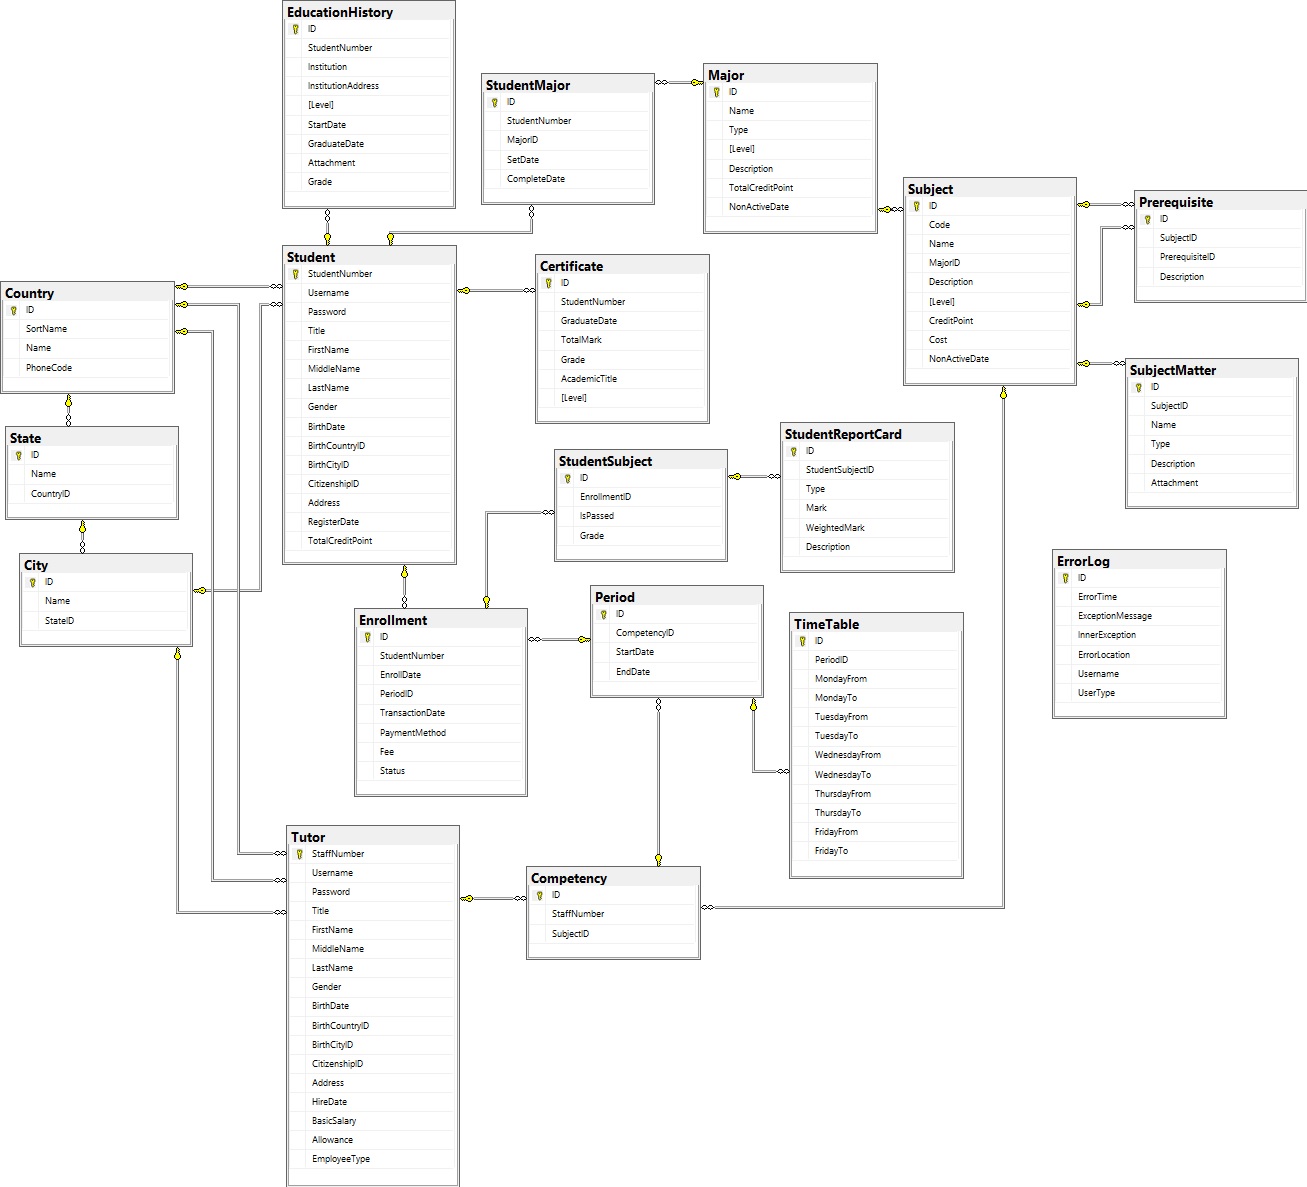 EducationHistory
ID
StudentNumber
Institution
InstitutionAddress
[Level]
StartDate
GraduateDate
Attachment
Grade
StudentMajor
ID
StudentNumber
MajorID
SetDate
CompleteDate
Major
ID
Name
Type
[Level]
Description
TotalCreditPoint
NonActiveDate
Subject
ID
Code
Name
MajorID
Description
[Level]
CreditPoint
Cost
NonActiveDate
Prerequisite
ID
SubjectID
PrerequisiteID
Description
Student
StudentNumber
Username
Password
Title
FirstName
MiddleName
LastName
Gender
BirthDate
BirthCountryID
BirthCityID
CitizenshipID
Address
RegisterDate
TotalCreditPoint
Certificate
ID
StudentNumber
GraduateDate
TotalMark
Grade
AcademicTitle
[Level]
Country
ID
SortName
Name
PhoneCode
SubjectMatter
ID
SubjectID
Name
Type
Description
Attachment
State
ID
Name
CountryID
StudentReportCard
ID
StudentSubjectID
Type
Mark
WeightedMark
Description
StudentSubject
ID
EnrollmentID
IsPassed
Grade
City
ID
Name
StateID
ErrorLog
ID
ErrorTime
ExceptionMessage
InnerException
ErrorLocation
Username
UserType
Enrollment
ID
StudentNumber
EnrollDate
PeriodID
TransactionDate
PaymentMethod
Fee
Status
Period
ID
CompetencyID
StartDate
EndDate
TimeTable
ID
PeriodID
MondayFrom
MondayTo
TuesdayFrom
TuesdayTo
WednesdayFrom
WednesdayTo
ThursdayFrom
ThursdayTo
FridayFrom
FridayTo
Tutor
StaffNumber
Username
Password
Title
FirstName
MiddleName
LastName
Gender
BirthDate
BirthCountryID
BirthCityID
CitizenshipID
Address
HireDate
BasicSalary
Allowance
EmployeeType
Competency
ID
StaffNumber
SubjectID